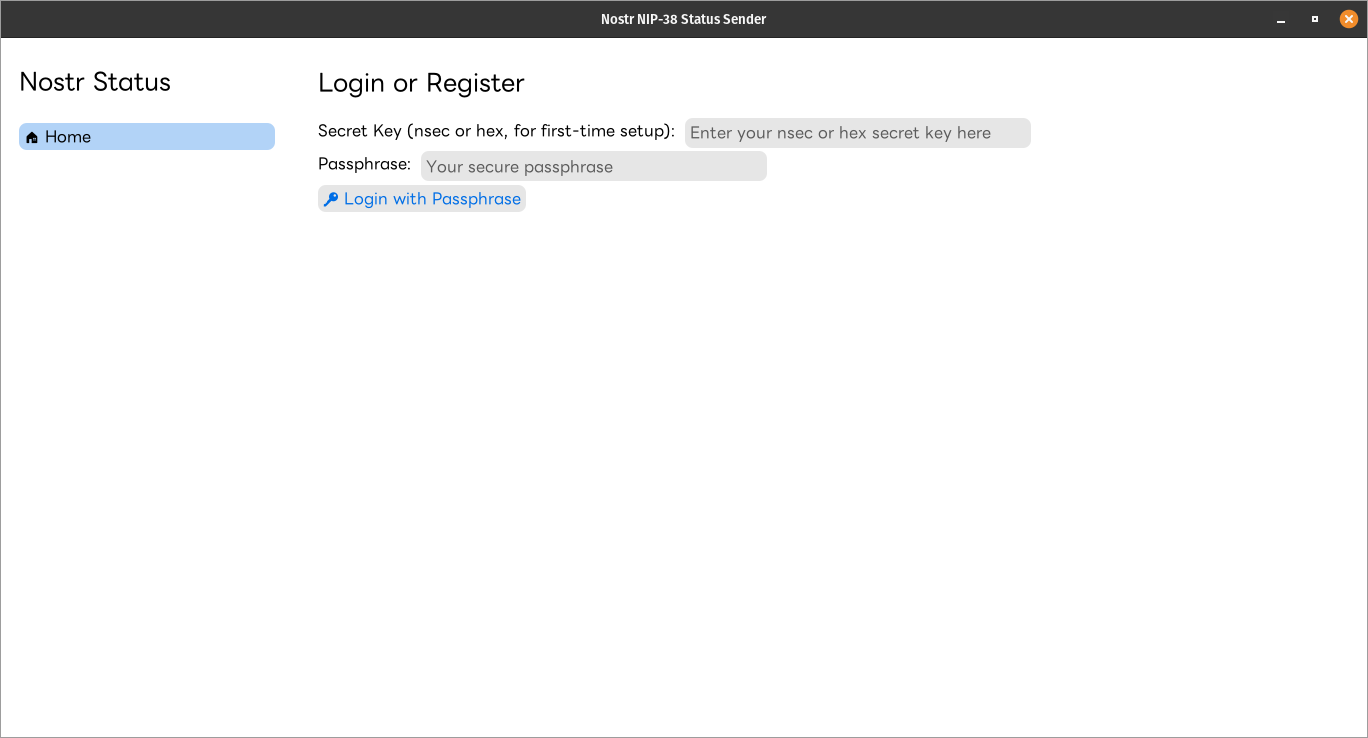 Nostr NIP-38 Status Sender
Nostr Status
Home
Login or Register
Secret Key (nsec or hex, for first-time setup): Enter your nsec or hex secret key here
Passphrase: Your secure passphrase
Login with Passphrase